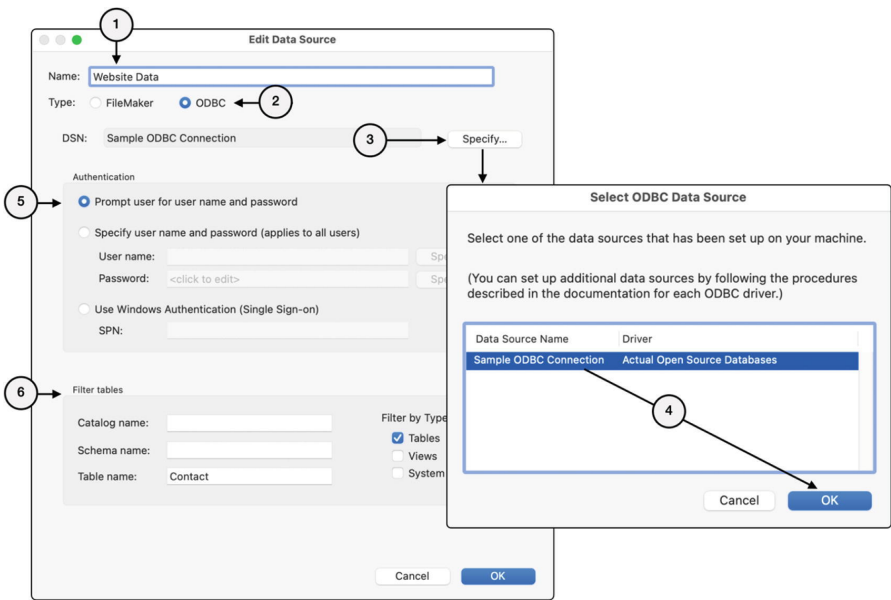 1
Edit Data Source
Name: Website Data
2
Type: FileMaker ODBC
3
DSN: Sample ODBC Connection Specify...
Authentication
5
Prompt user for user name and password
Specify user name and password (applies to all users)
User name: Spe
Password: <click to edit> Spe
Use Windows Authentication (Single Sign-on)
SPN:
6
Filter tables
Catalog name:
Schema name:
Table name: Contact
Filter by Type
Tables
Views
System
Cancel OK
Select ODBC Data Source
Select one of the data sources that has been set up on your machine.
(You can set up additional data sources by following the procedures
described in the documentation for each ODBC driver.)
Data Source Name Driver
Sample ODBC Connection Actual Open Source Databases
4
Cancel OK